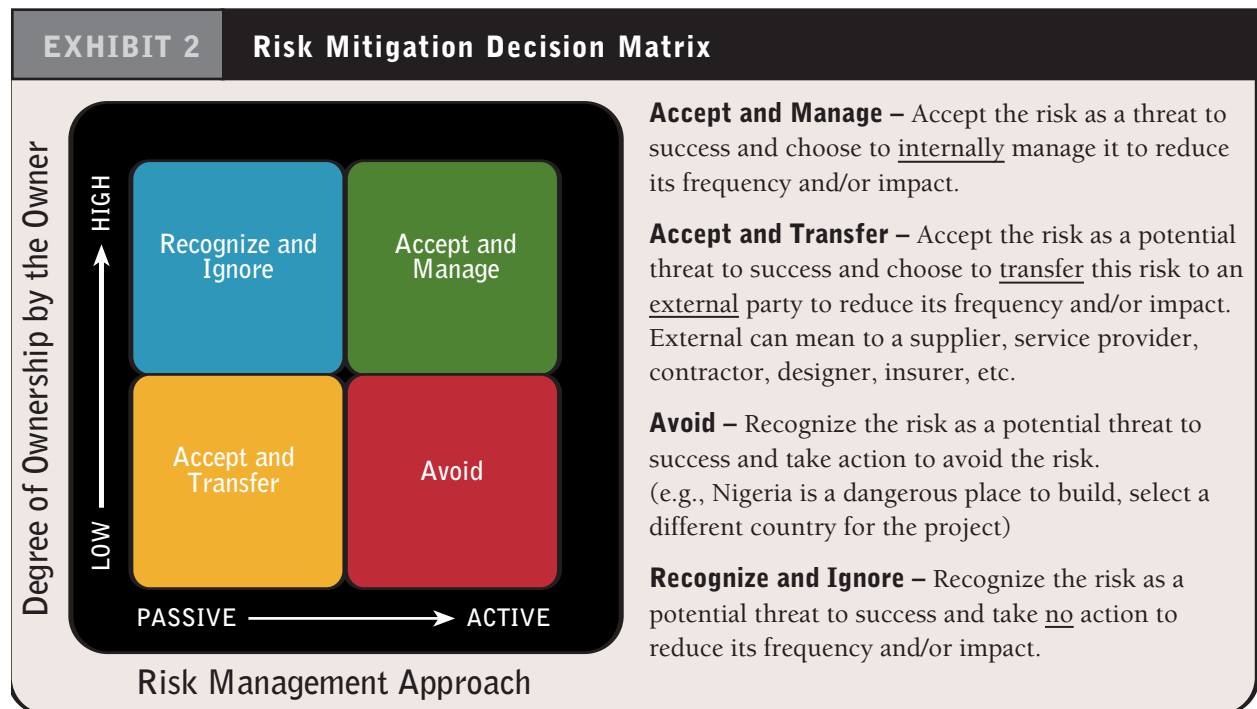 EXHIBIT 2
Risk Mitigation Decision Matrix
Degree of Ownership by the Owner
HIGH
LOW
Recognize and
Ignore
Accept and
Manage
Accept and
Transfer
Avoid
PASSIVE
ACTIVE
Risk Management Approach
Accept and Manage – Accept the risk as a threat to
success and choose to internally manage it to reduce
its frequency and/or impact.
Accept and Transfer – Accept the risk as a potential
threat to success and choose to transfer this risk to an
external party to reduce its frequency and/or impact.
External can mean to a supplier, service provider,
contractor, designer, insurer, etc.
Avoid – Recognize the risk as a potential threat to
success and take action to avoid the risk.
(e.g., Nigeria is a dangerous place to build, select a
different country for the project)
Recognize and Ignore – Recognize the risk as a
potential threat to success and take no action to
reduce its frequency and/or impact.